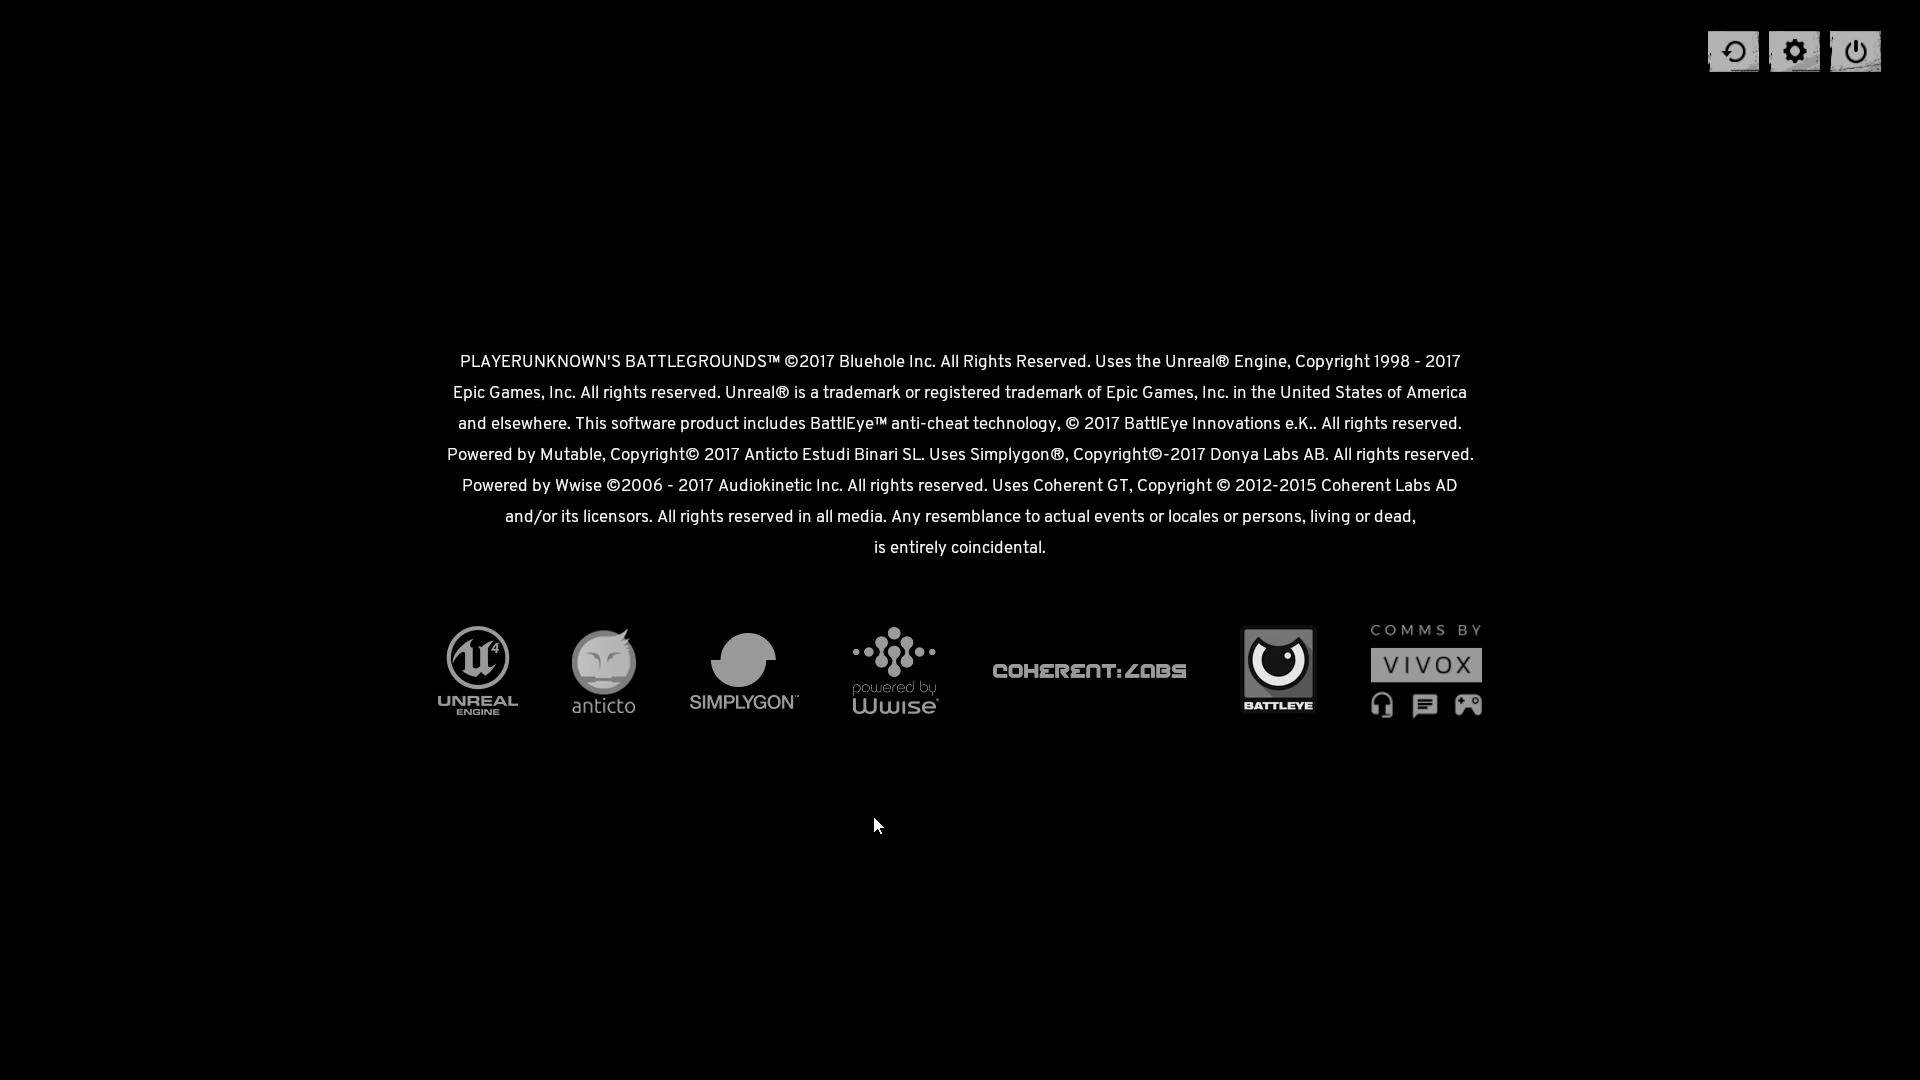 PLAYERUNKNOWN'S BATTLEGROUNDS™ ©2017 Bluehole Inc. All Rights Reserved. Uses the Unreal® Engine, Copyright 1998 - 2017
Epic Games, Inc. All rights reserved. Unreal® is a trademark or registered trademark of Epic Games, Inc. in the United States of America
and elsewhere. This software product includes BattlEye™ anti-cheat technology, © 2017 BattlEye Innovations e.K.. All rights reserved.
Powered by Mutable, Copyright© 2017 Anticto Estudi Binari SL. Uses Simplygon®, Copyright©-2017 Donya Labs AB. All rights reserved.
Powered by Wwise ©2006 - 2017 Audiokinetic Inc. All rights reserved. Uses Coherent GT, Copyright © 2012-2015 Coherent Labs AD
and/or its licensors. All rights reserved in all media. Any resemblance to actual events or locales or persons, living or dead,
is entirely coincidental.
U4
UNREAL
ENGINE
anticto
SIMPLYGON™
powered by
Wwise®
COHERENT:LABS
BATTLEYE
COMMS BY
VIVOX